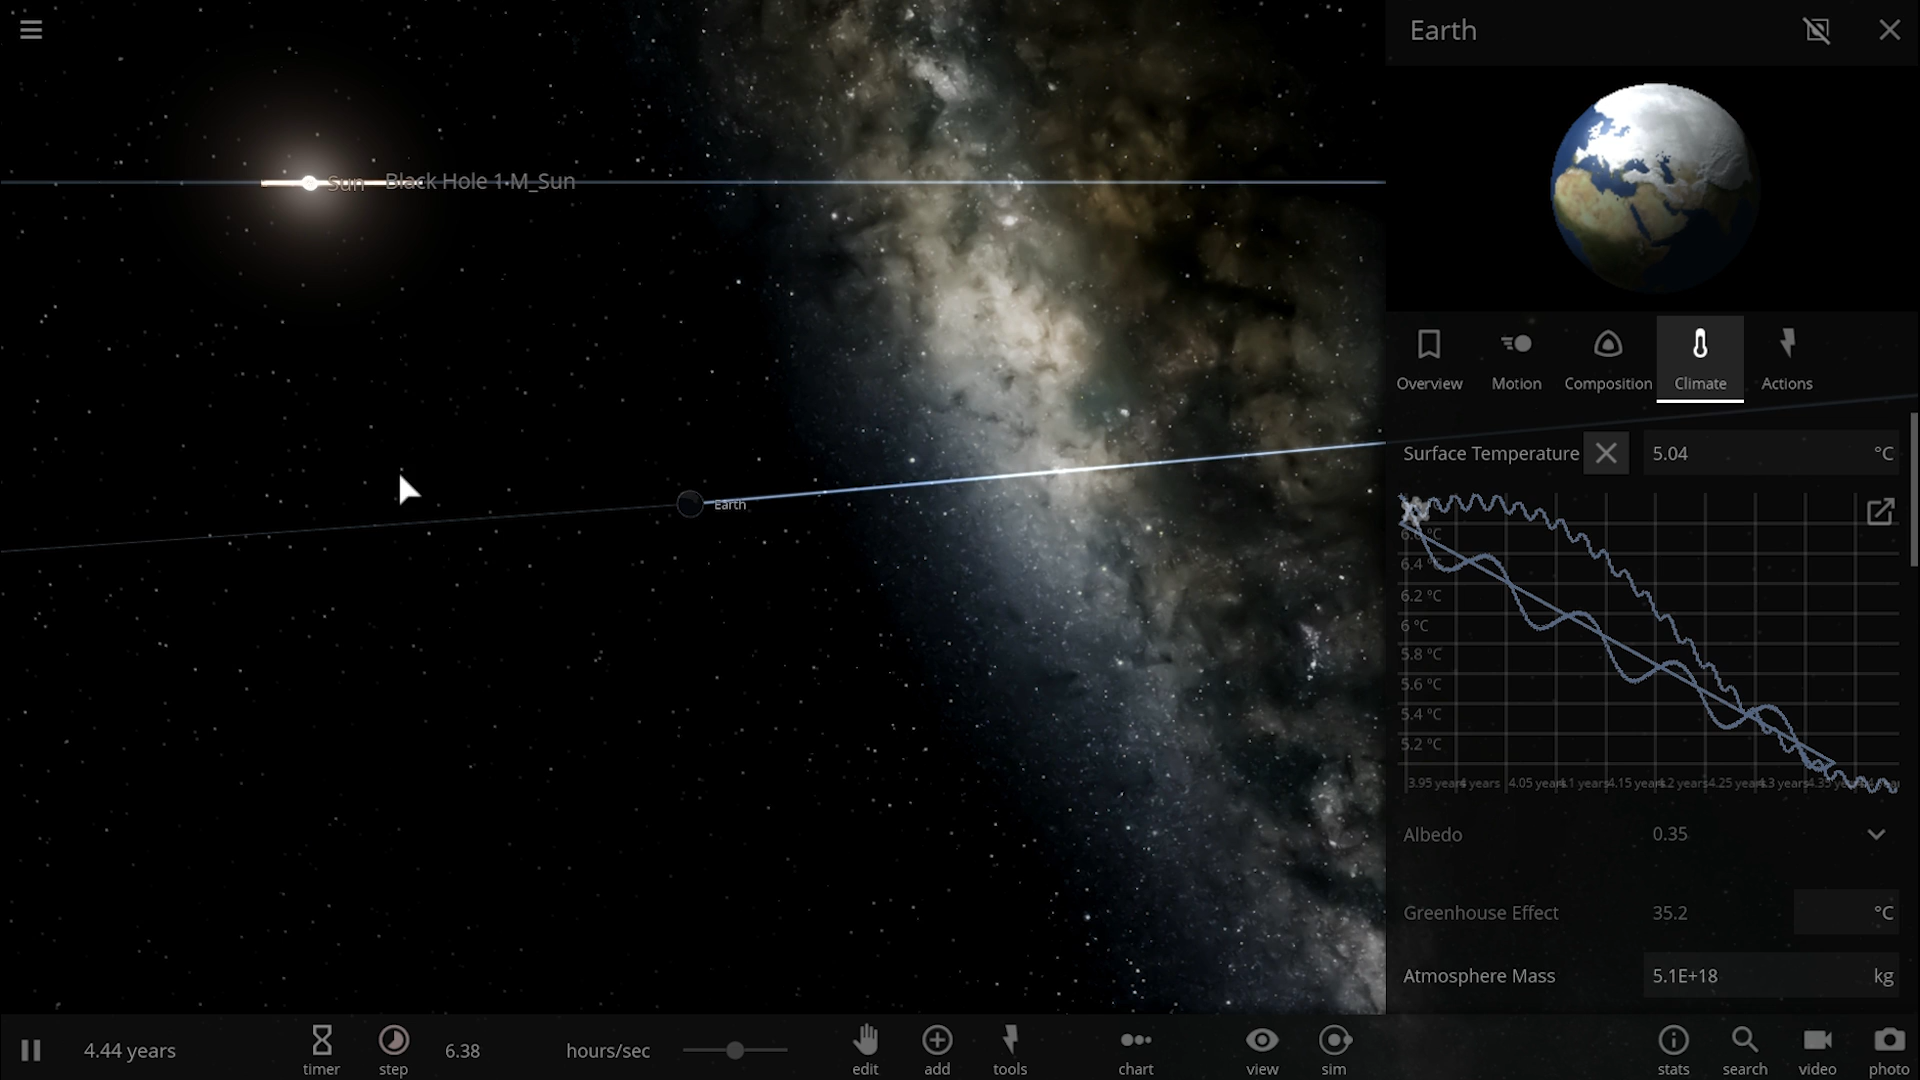 Earth
Sun
Black Hole 1 M_Sun
Earth
Overview
Motion
Composition
Climate
Actions
Surface Temperature
5.04
°C
6.4 °C
6.2 °C
6 °C
5.8 °C
5.6 °C
5.4 °C
5.2 °C
3.95 years
4 years
4.05 years
4.1 years
4.15 years
4.2 years
4.25 years
4.3 years
4.35 years
Albedo
0.35
Greenhouse Effect
35.2
°C
Atmosphere Mass
5.1E+18
kg
4.44 years
timer
step
6.38
hours/sec
edit
add
tools
chart
view
sim
stats
search
video
photo